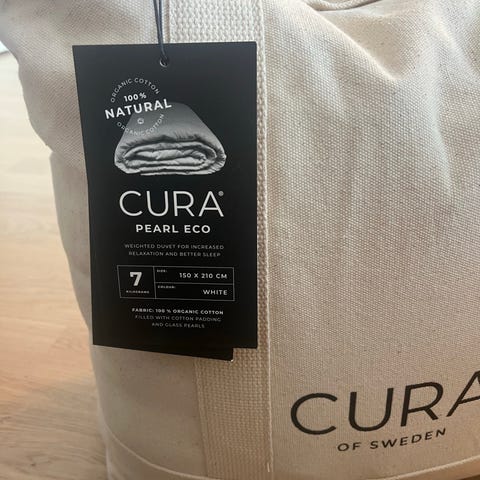 ORGANIC COTTON
100%
NATURAL
©
ORGANIC COTTON
CURA®
PEARL ECO
WEIGHTED DUVET FOR INCREASED
RELAXATION AND BETTER SLEEP
7
KILOGRAMS
SIZE:
150 X 210 CM
COLOUR:
WHITE
FABRIC: 100 % ORGANIC COTTON
FILLED WITH COTTON PADDING
AND GLASS PEARLS
CURA
OF SWEDEN